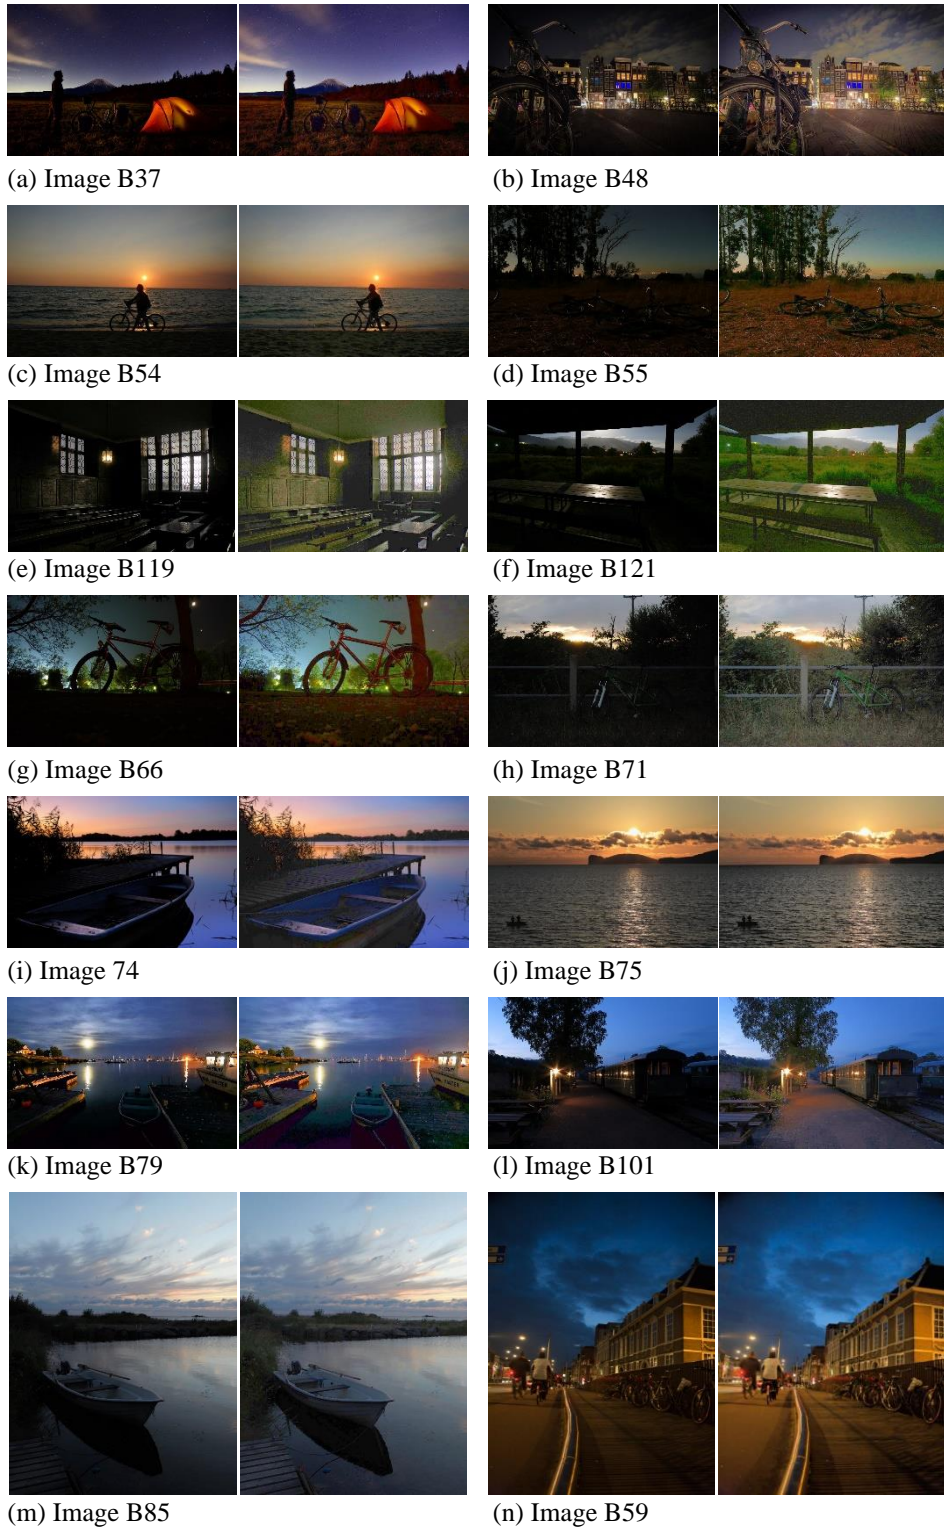 (a) Image B37
(b) Image B48
(c) Image B54
(d) Image B55
(e) Image B119
(f) Image B121
(g) Image B66
(h) Image B71
(i) Image 74
(j) Image B75
(k) Image B79
(l) Image B101
(m) Image B85
(n) Image B59